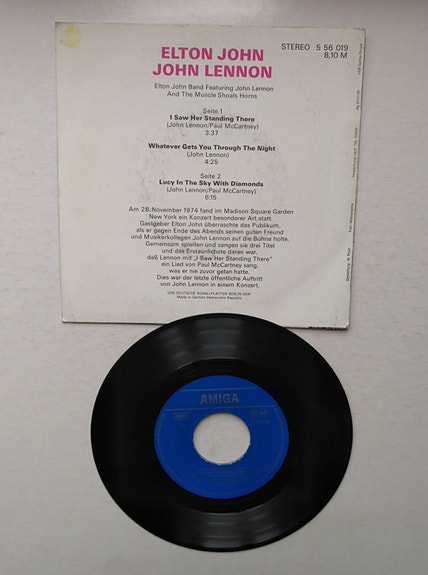 ELTON JOHN
JOHN LENNON
STEREO 5 56 019
8,10 M
Elton John Band Featuring John Lennon
And The Muscle Shoals Horns
Seite 1
I Saw Her Standing There
(John Lennon/Paul McCartney)
3:37
Whatever Gets You Through The Night
(John Lennon)
4:25
Seite 2
Lucy In The Sky With Diamonds
(John Lennon/Paul McCartney)
6:15
Am 28. November 1974 fand im Madison Square Garden
New York ein Konzert besonderer Art statt.
Gastgeber Elton John überraschte das Publikum,
als er gegen Ende des Abends seinen guten Freund
und Musikerkollegen John Lennon auf die Bühne holte.
Gemeinsam spielten und sangen sie drei Titel
und das Erstaunlichste daran war,
daß Lennon mit „I Saw Her Standing There"
ein Lied von Paul McCartney sang,
was er nie zuvor getan hatte.
Dies war der letzte öffentliche Auftritt
von John Lennon in einem Konzert.
VEB DEUTSCHE SCHALLPLATTEN BERLIN DDR
Made in German Democratic Republic
AMIGA